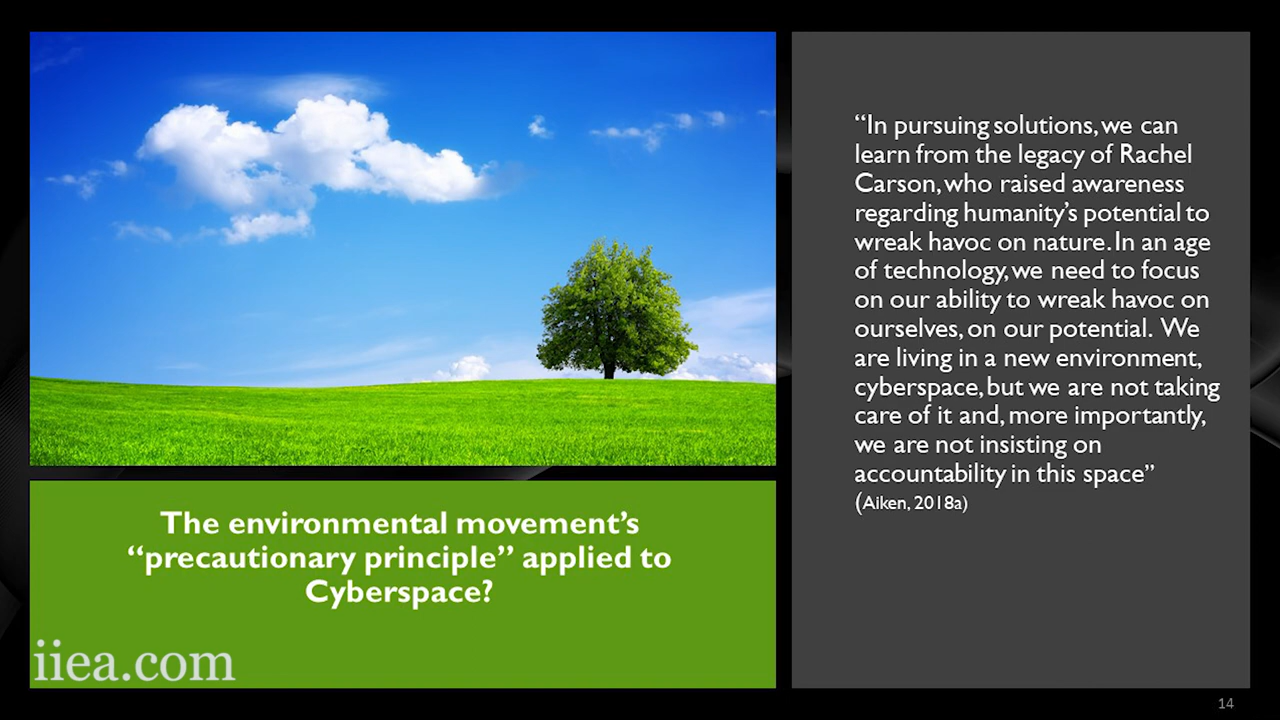 “In pursuing solutions, we can
learn from the legacy of Rachel
Carson, who raised awareness
regarding humanity’s potential to
wreak havoc on nature. In an age
of technology, we need to focus
on our ability to wreak havoc on
ourselves, on our potential. We
are living in a new environment,
cyberspace, but we are not taking
care of it and, more importantly,
we are not insisting on
accountability in this space”
(Aiken, 2018a)
The environmental movement’s
“precautionary principle” applied to
Cyberspace?
iiea.com
14